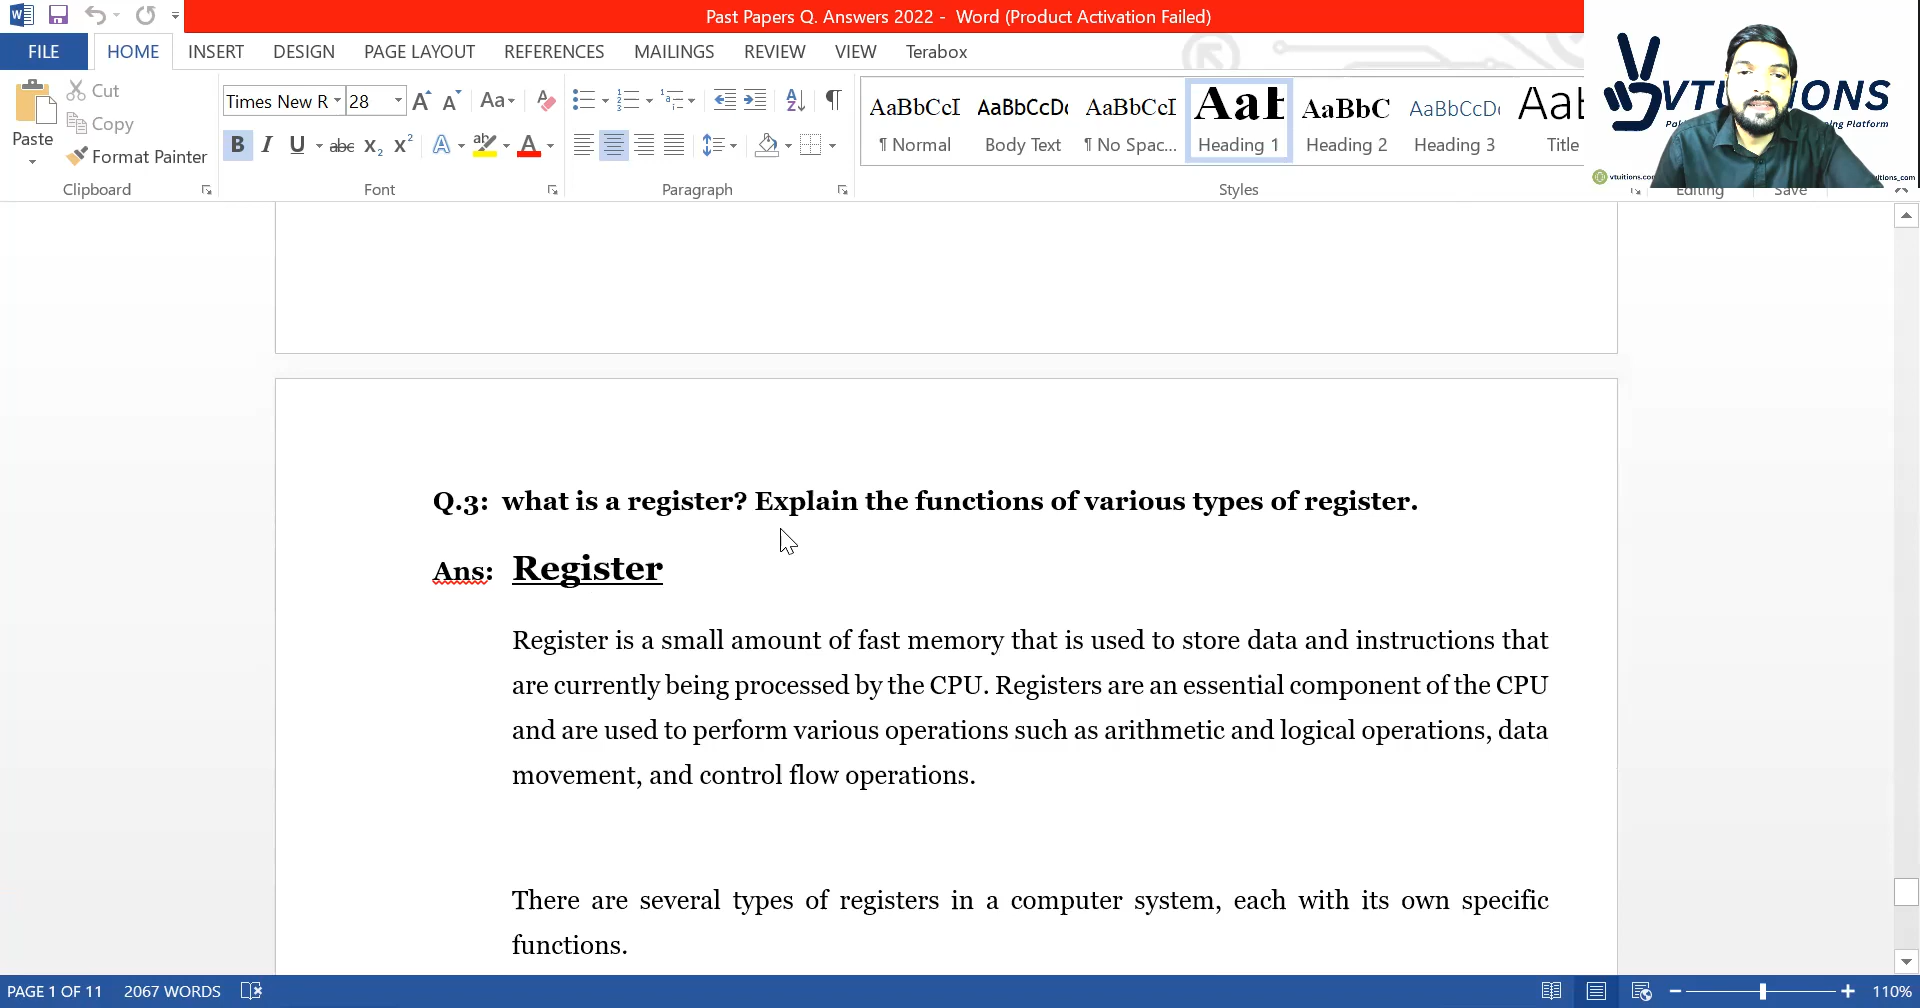 Past Papers Q. Answers 2022 - Word (Product Activation Failed)
FILE HOME INSERT DESIGN PAGE LAYOUT REFERENCES MAILINGS REVIEW VIEW Terabox
Paste
Cut
Copy
Format Painter
Times New R 28
AaBbCcI AaBbCcDc AaBbCcI AaB AaBbC AaBbCcDc AaB
¶ Normal Body Text ¶ No Spac... Heading 1 Heading 2 Heading 3 Title
Clipboard Font Paragraph Styles Editing Save
VTUITIONS
vtuitions.com
Q.3: what is a register? Explain the functions of various types of register.
Ans: Register
Register is a small amount of fast memory that is used to store data and instructions that
are currently being processed by the CPU. Registers are an essential component of the CPU
and are used to perform various operations such as arithmetic and logical operations, data
movement, and control flow operations.
There are several types of registers in a computer system, each with its own specific
functions.
PAGE 1 OF 11 2067 WORDS 110%